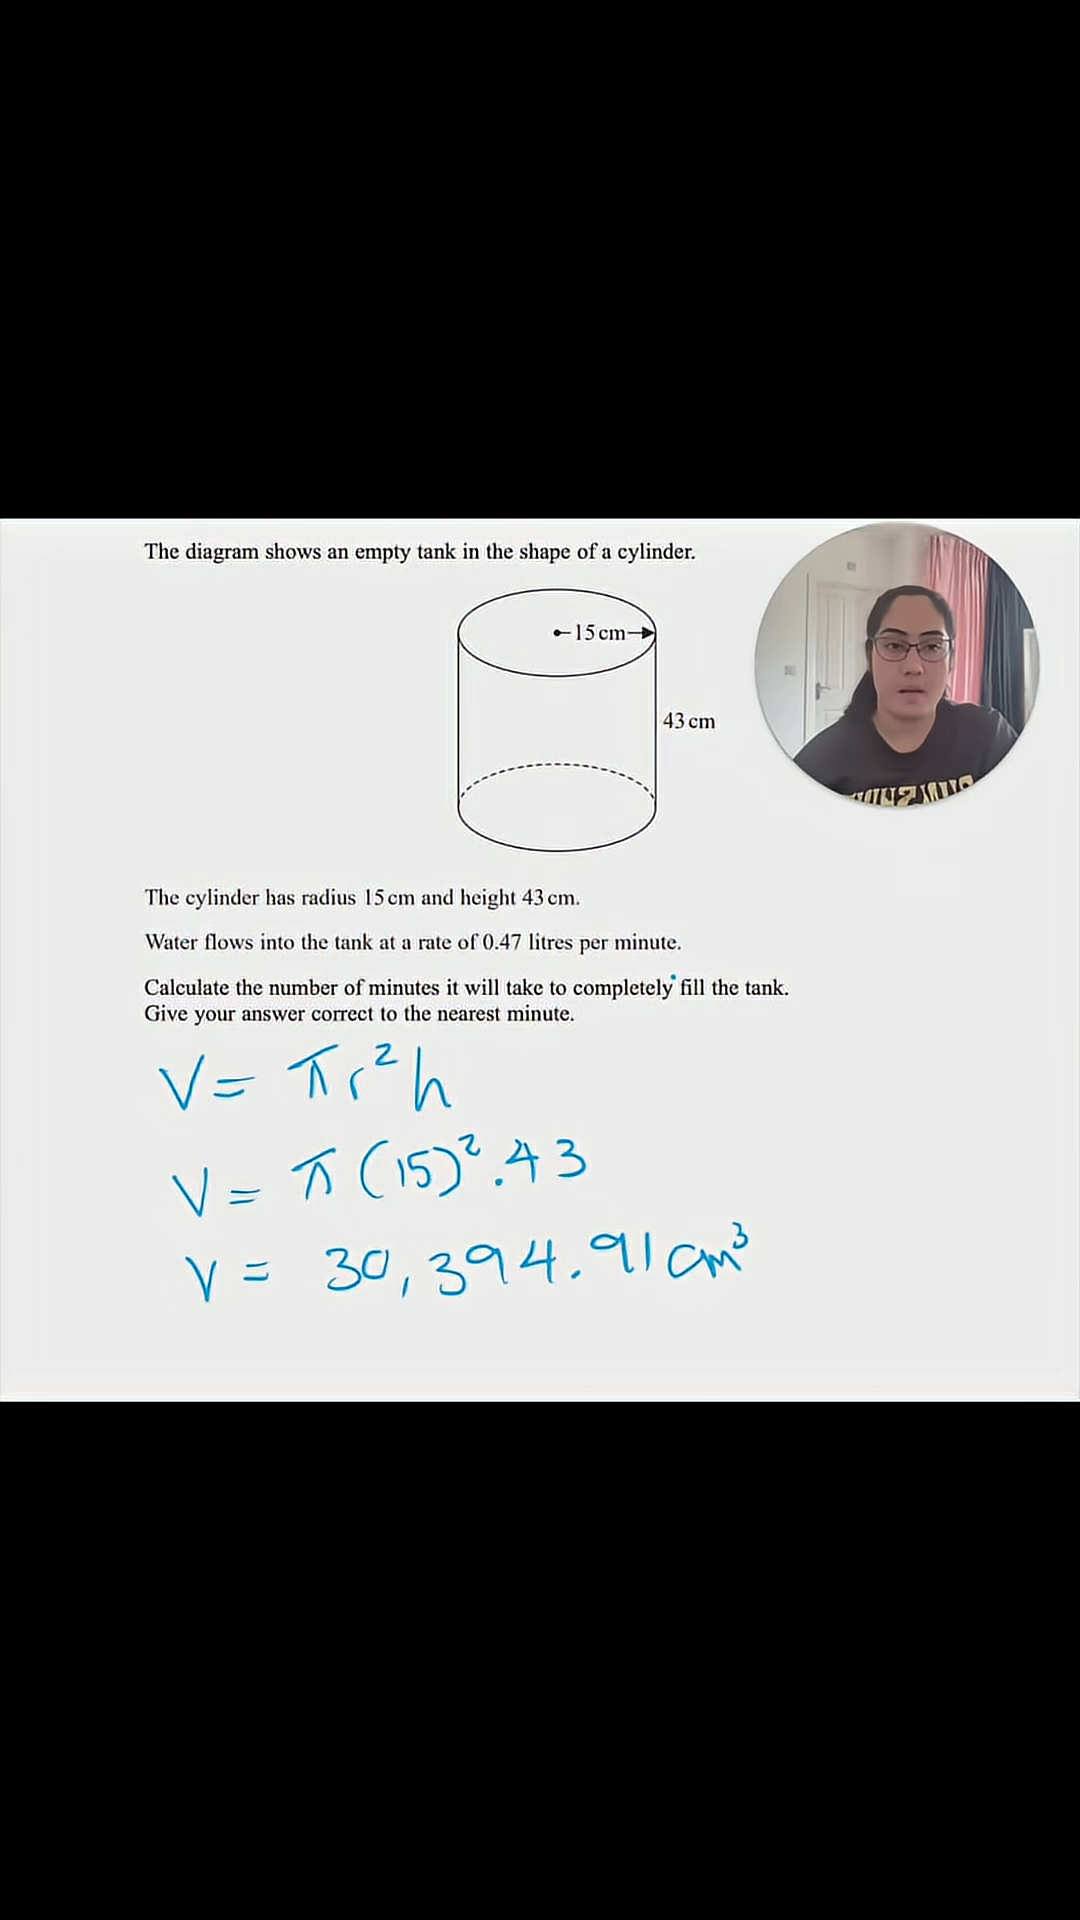 The diagram shows an empty tank in the shape of a cylinder.
15 cm
43 cm
The cylinder has radius 15 cm and height 43 cm.
Water flows into the tank at a rate of 0.47 litres per minute.
Calculate the number of minutes it will take to completely fill the tank.
Give your answer correct to the nearest minute.
V = πr²h
V = π(15)².43
V = 30,394.91cm³